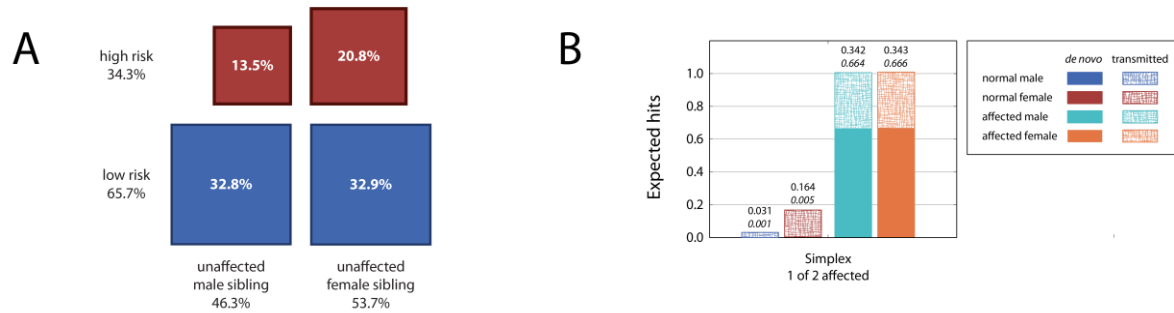 A
high risk
34.3%
13.5%
20.8%
low risk
65.7%
32.8%
32.9%
unaffected
male sibling
46.3%
unaffected
female sibling
53.7%
B
Expected hits
1.0
0.8
0.6
0.4
0.2
0.0
0.031
0.001
0.164
0.005
0.342
0.664
0.343
0.666
Simplex
1 of 2 affected
de novo transmitted
normal male
normal female
affected male
affected female